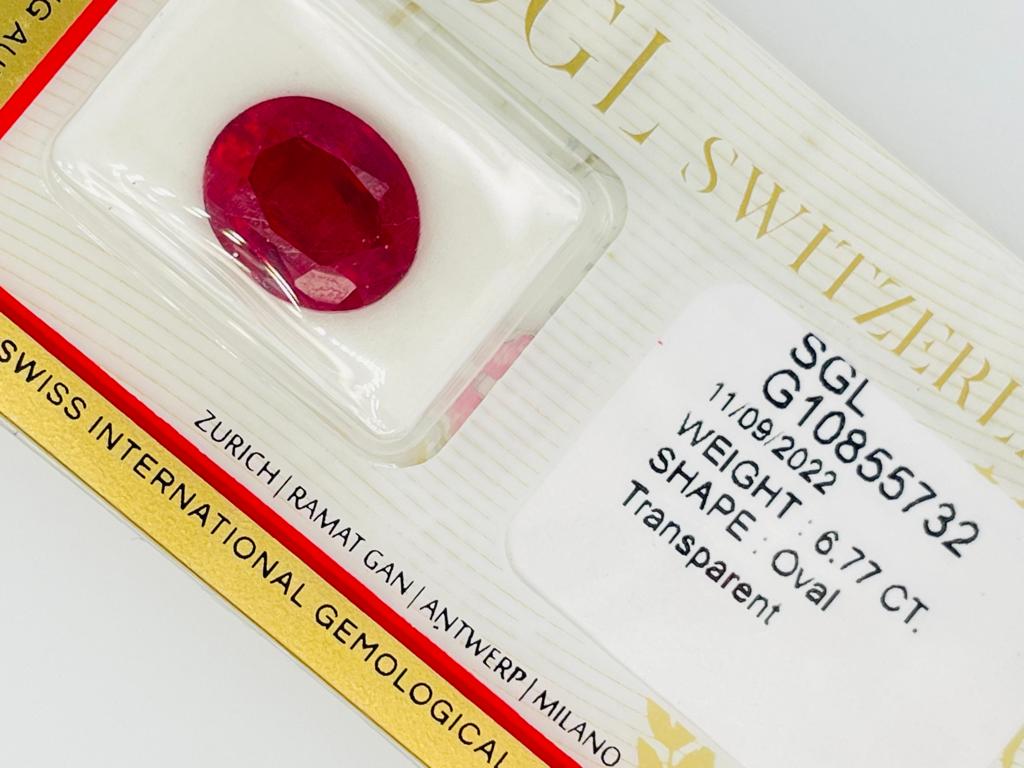 GL SWITZERL
SGL
G10855732
11/09/2022
WEIGHT : 6.77 CT.
SHAPE : Oval
Transparent
ZURICH | RAMAT GAN | ANTWERP | MILANO
SWISS INTERNATIONAL GEMOLOGICAL